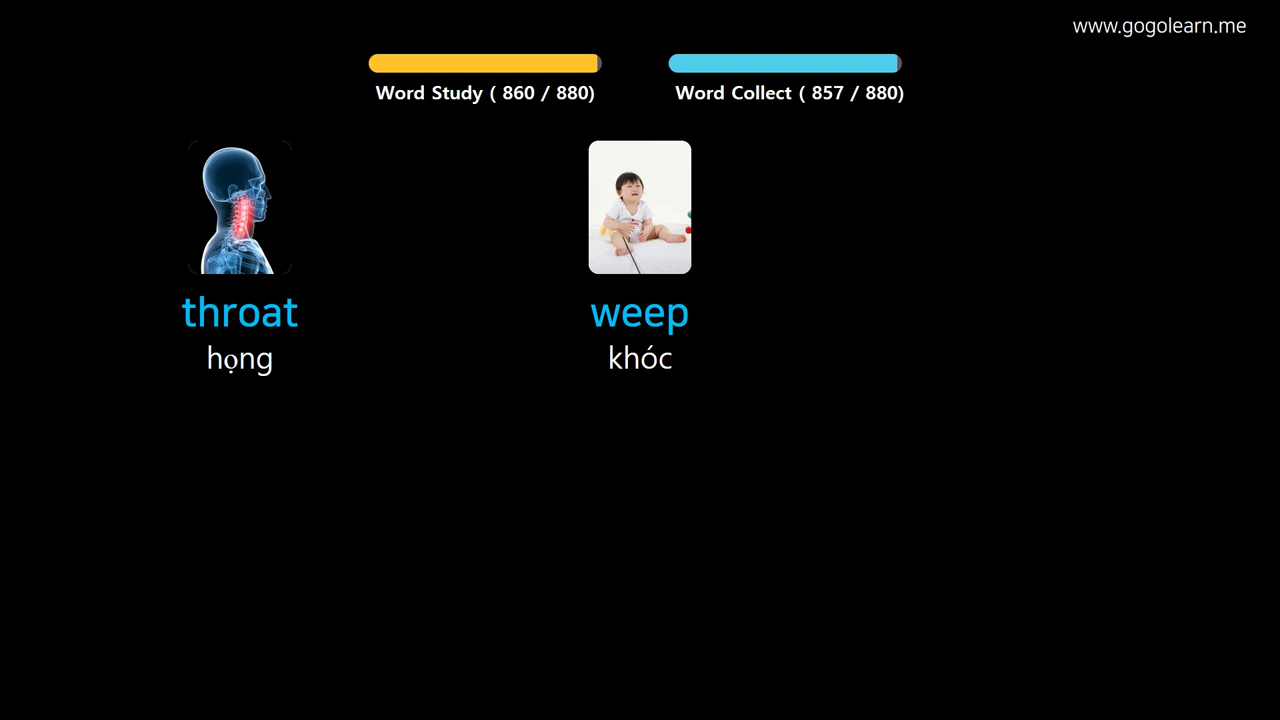 www.gogolearn.me
Word Study ( 860 / 880)
Word Collect ( 857 / 880)
throat
họng
weep
khóc